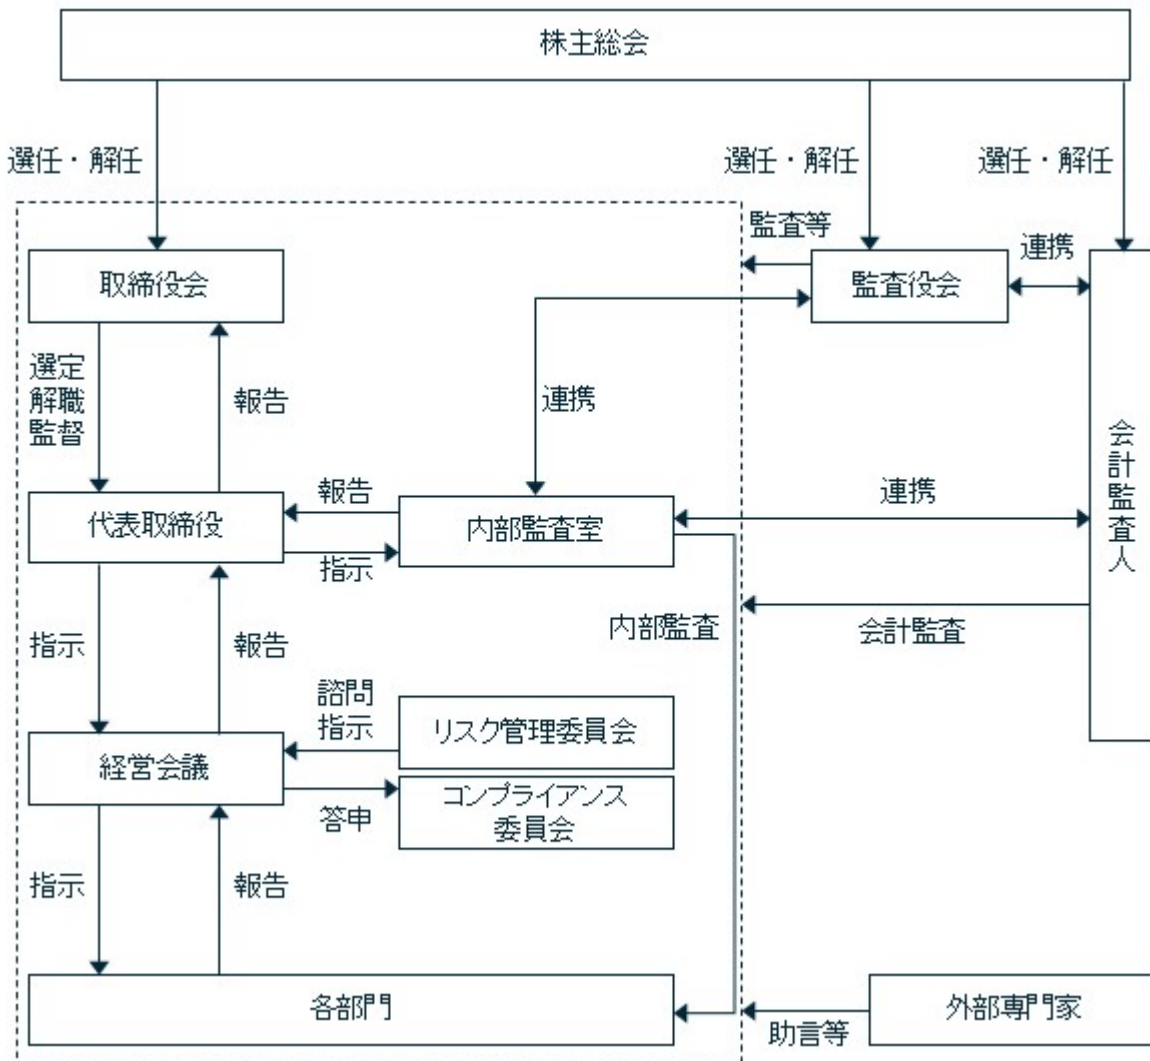 株主総会
選任・解任
選任・解任
選任・解任
監査等
連携
取締役会
監査役会
選定
解職
監督
報告
連携
会計監査人
報告
連携
代表取締役
内部監査室
指示
会計監査
内部監査
指示
報告
諮問
指示
リスク管理委員会
経営会議
コンプライアンス
委員会
答申
指示
報告
各部門
外部専門家
助言等